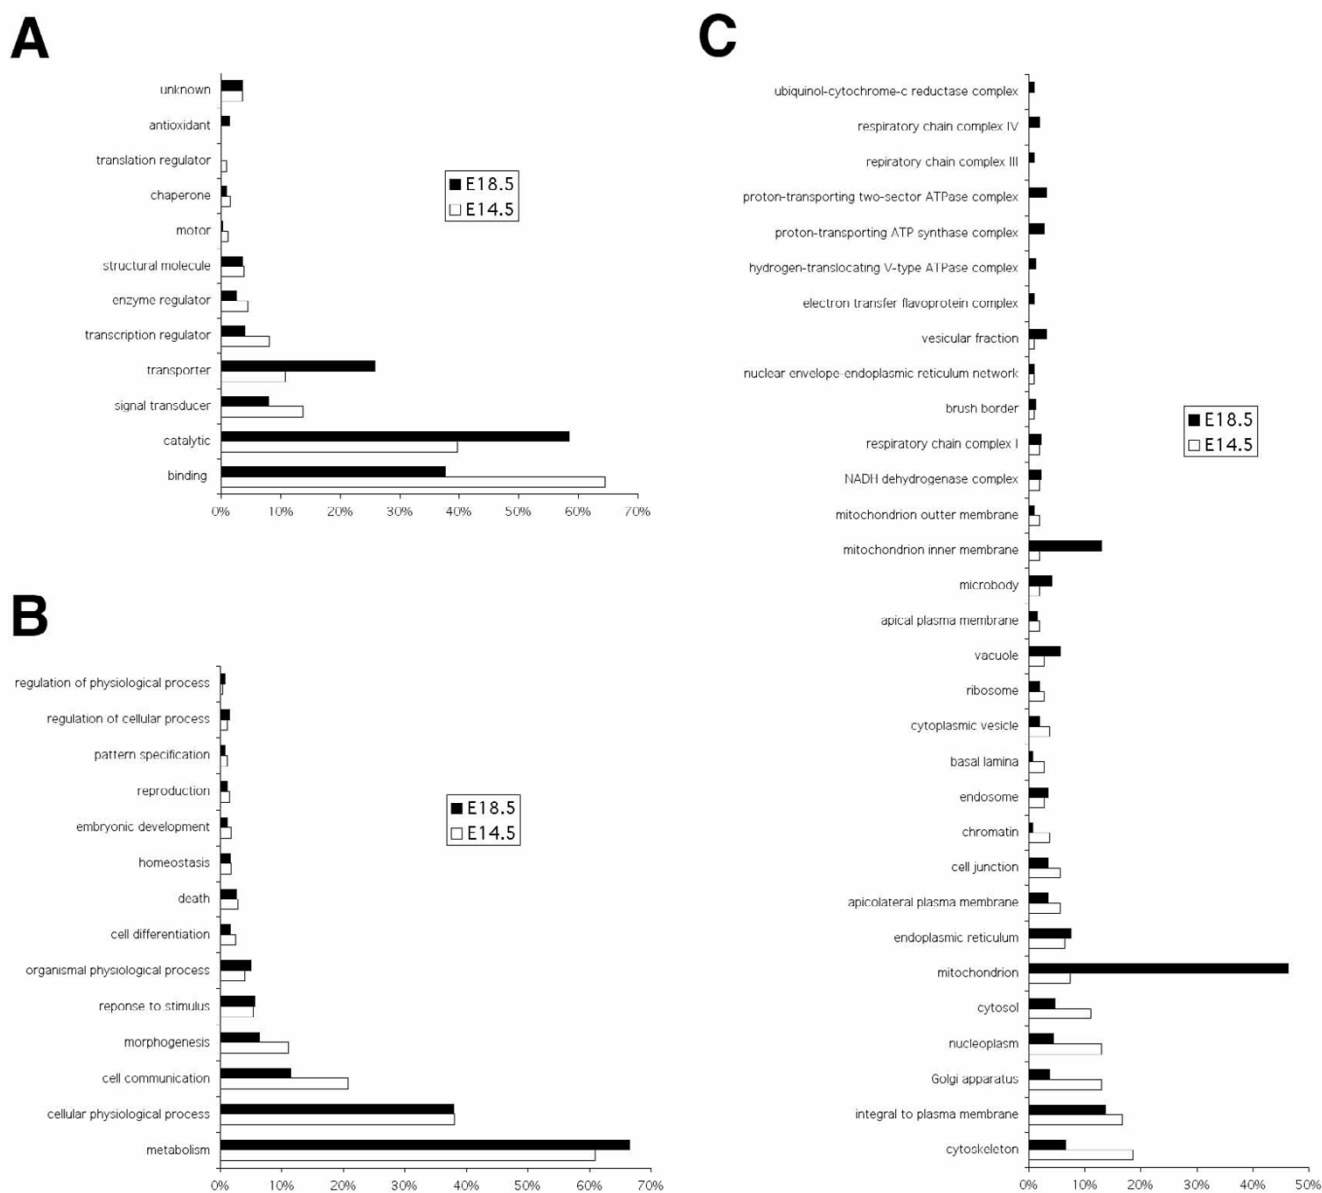 A
unknown
antioxidant
translation regulator
chaperone
motor
structural molecule
enzyme regulator
transcription regulator
transporter
signal transducer
catalytic
binding
0% 10% 20% 30% 40% 50% 60% 70%
E18.5
E14.5
B
regulation of physiological process
regulation of cellular process
pattern specification
reproduction
embryonic development
homeostasis
death
cell differentiation
organismal physiological process
reponse to stimulus
morphogenesis
cell communication
cellular physiological process
metabolism
0% 10% 20% 30% 40% 50% 60% 70%
E18.5
E14.5
C
ubiquinol-cytochrome-c reductase complex
respiratory chain complex IV
repiratory chain complex III
proton-transporting two-sector ATPase complex
proton-transporting ATP synthase complex
hydrogen-translocating V-type ATPase complex
electron transfer flavoprotein complex
vesicular fraction
nuclear envelope-endoplasmic reticulum network
brush border
respiratory chain complex I
NADH dehydrogenase complex
mitochondrion outter membrane
mitochondrion inner membrane
microbody
apical plasma membrane
vacuole
ribosome
cytoplasmic vesicle
basal lamina
endosome
chromatin
cell junction
apicolateral plasma membrane
endoplasmic reticulum
mitochondrion
cytosol
nucleoplasm
Golgi apparatus
integral to plasma membrane
cytoskeleton
0% 10% 20% 30% 40% 50%
E18.5
E14.5